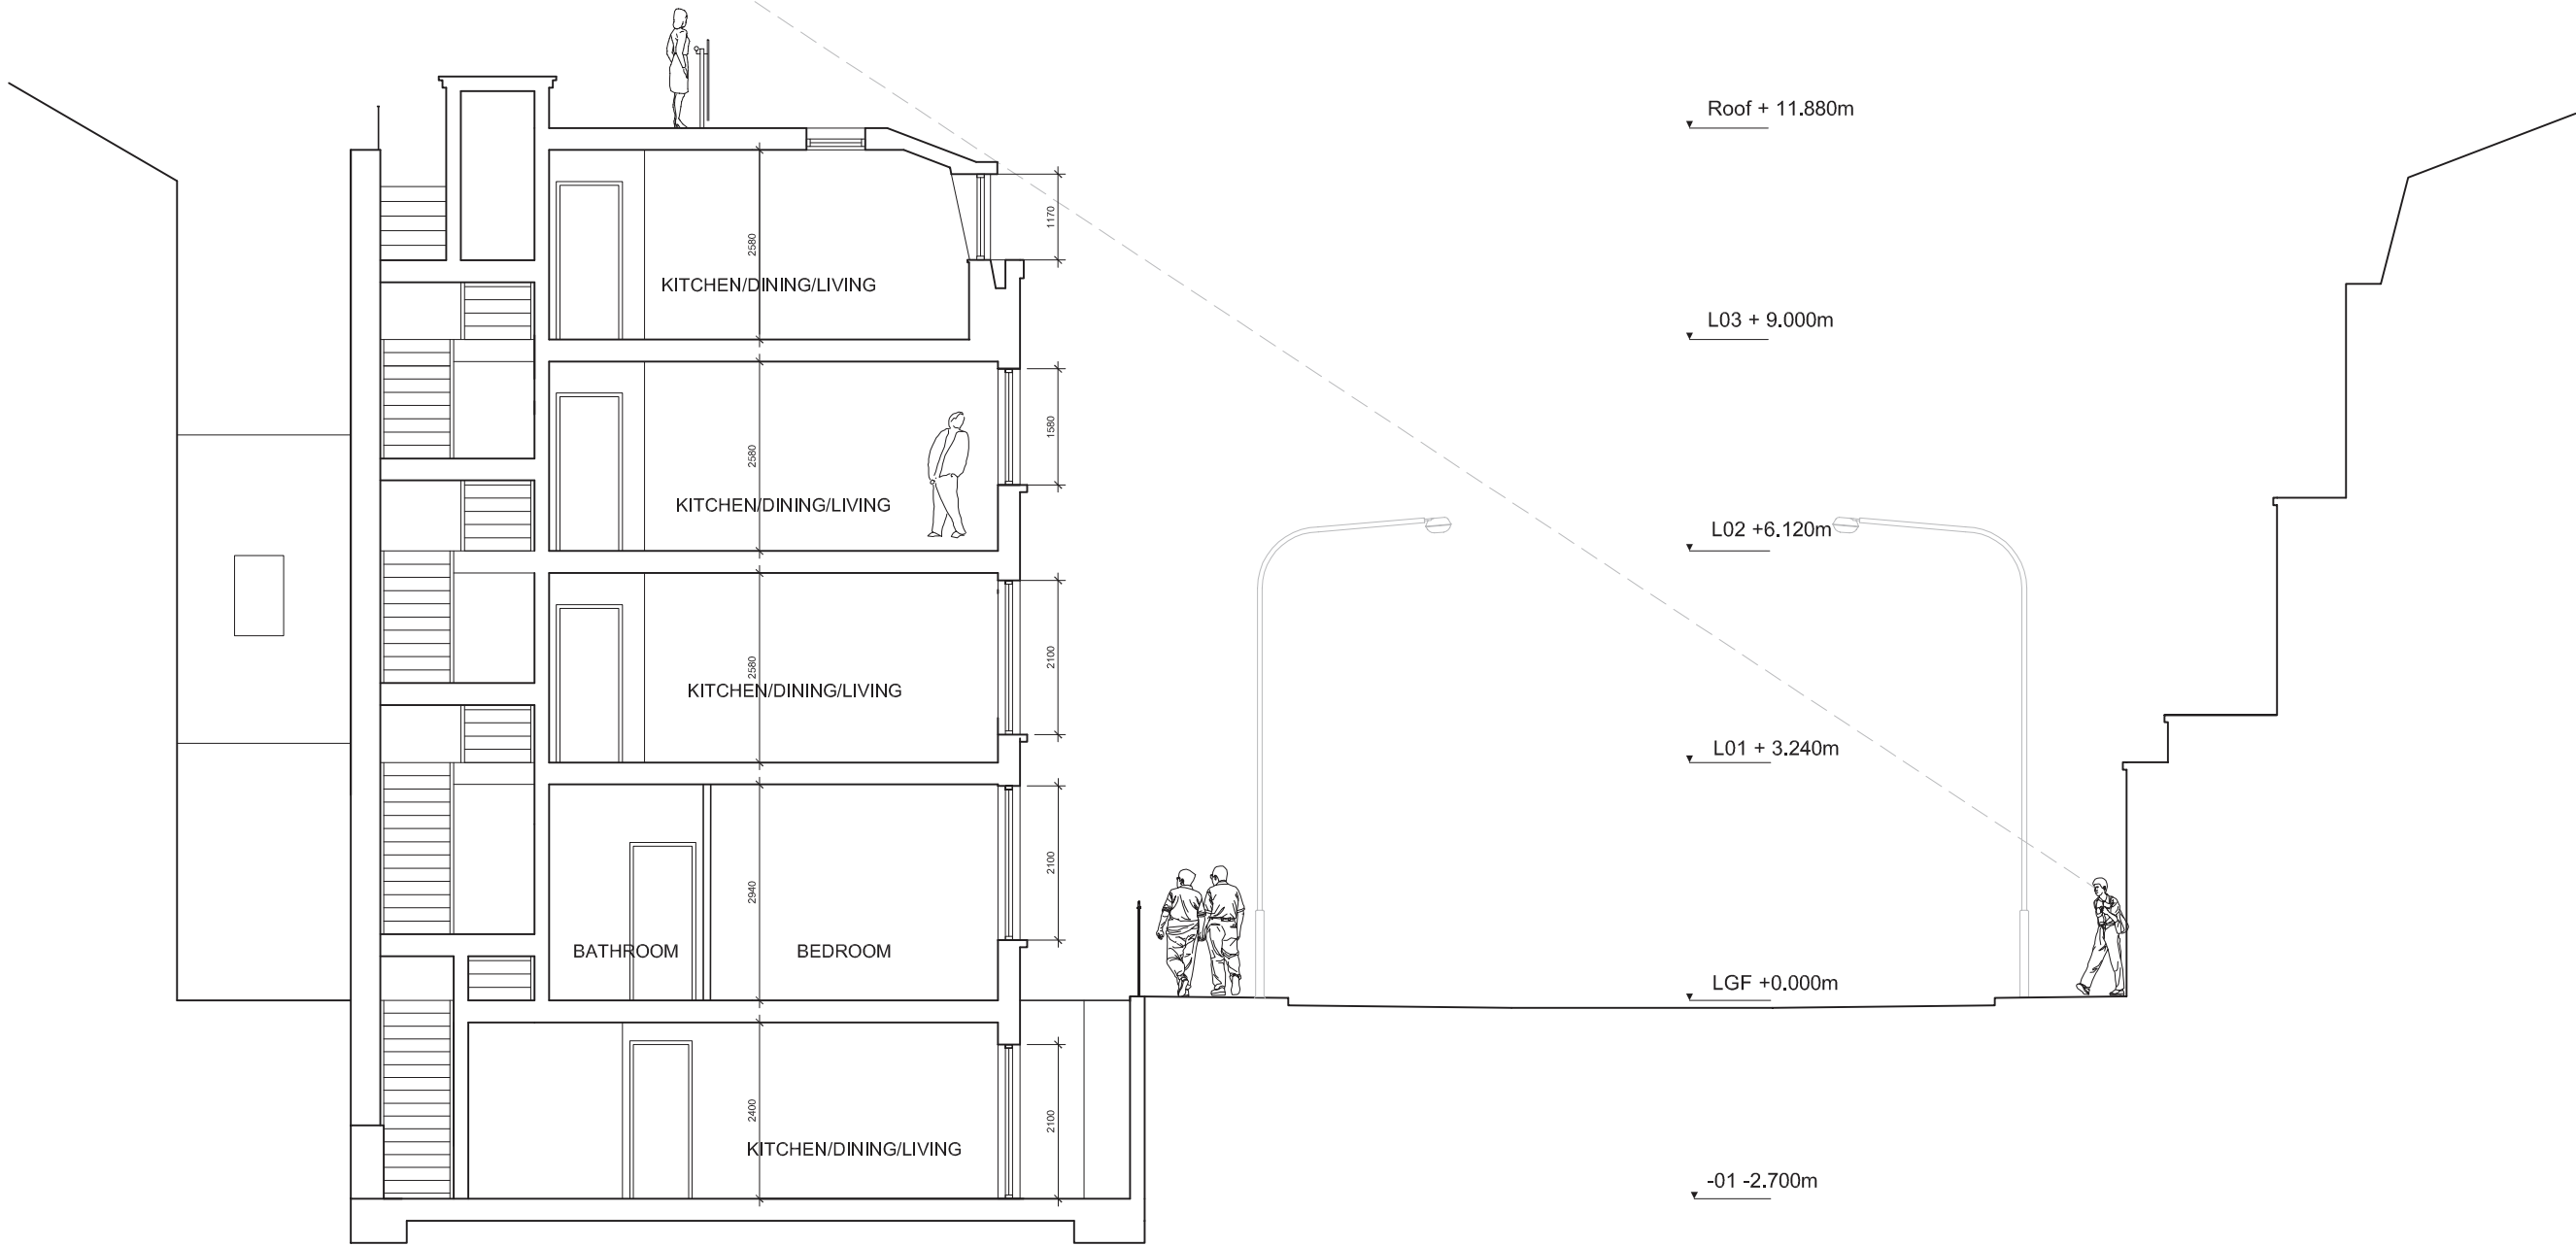 Roof + 11.880m
1170
2580
KITCHEN/DINING/LIVING
L03 + 9.000m
1580
2580
KITCHEN/DINING/LIVING
L02 +6.120m
2100
2580
KITCHEN/DINING/LIVING
L01 + 3.240m
2100
2940
BATHROOM
BEDROOM
LGF +0.000m
2400
2100
KITCHEN/DINING/LIVING
-01 -2.700m